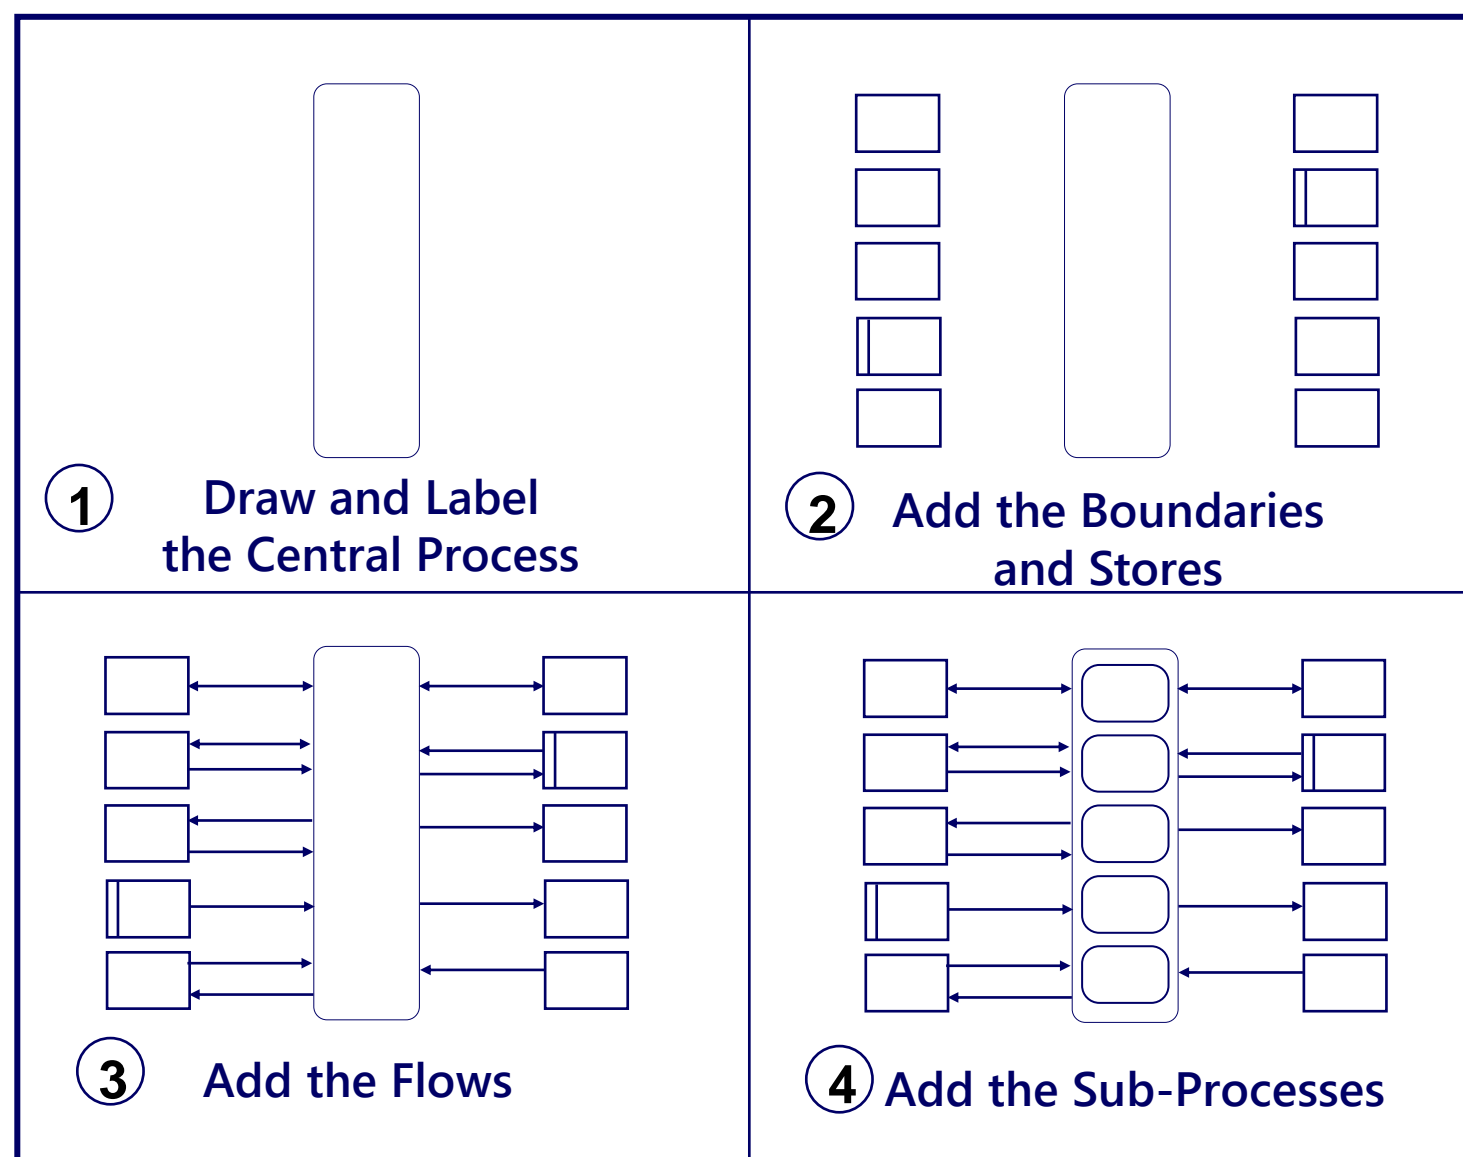 1
Draw and Label
the Central Process
2
Add the Boundaries
and Stores
3
Add the Flows
4
Add the Sub-Processes